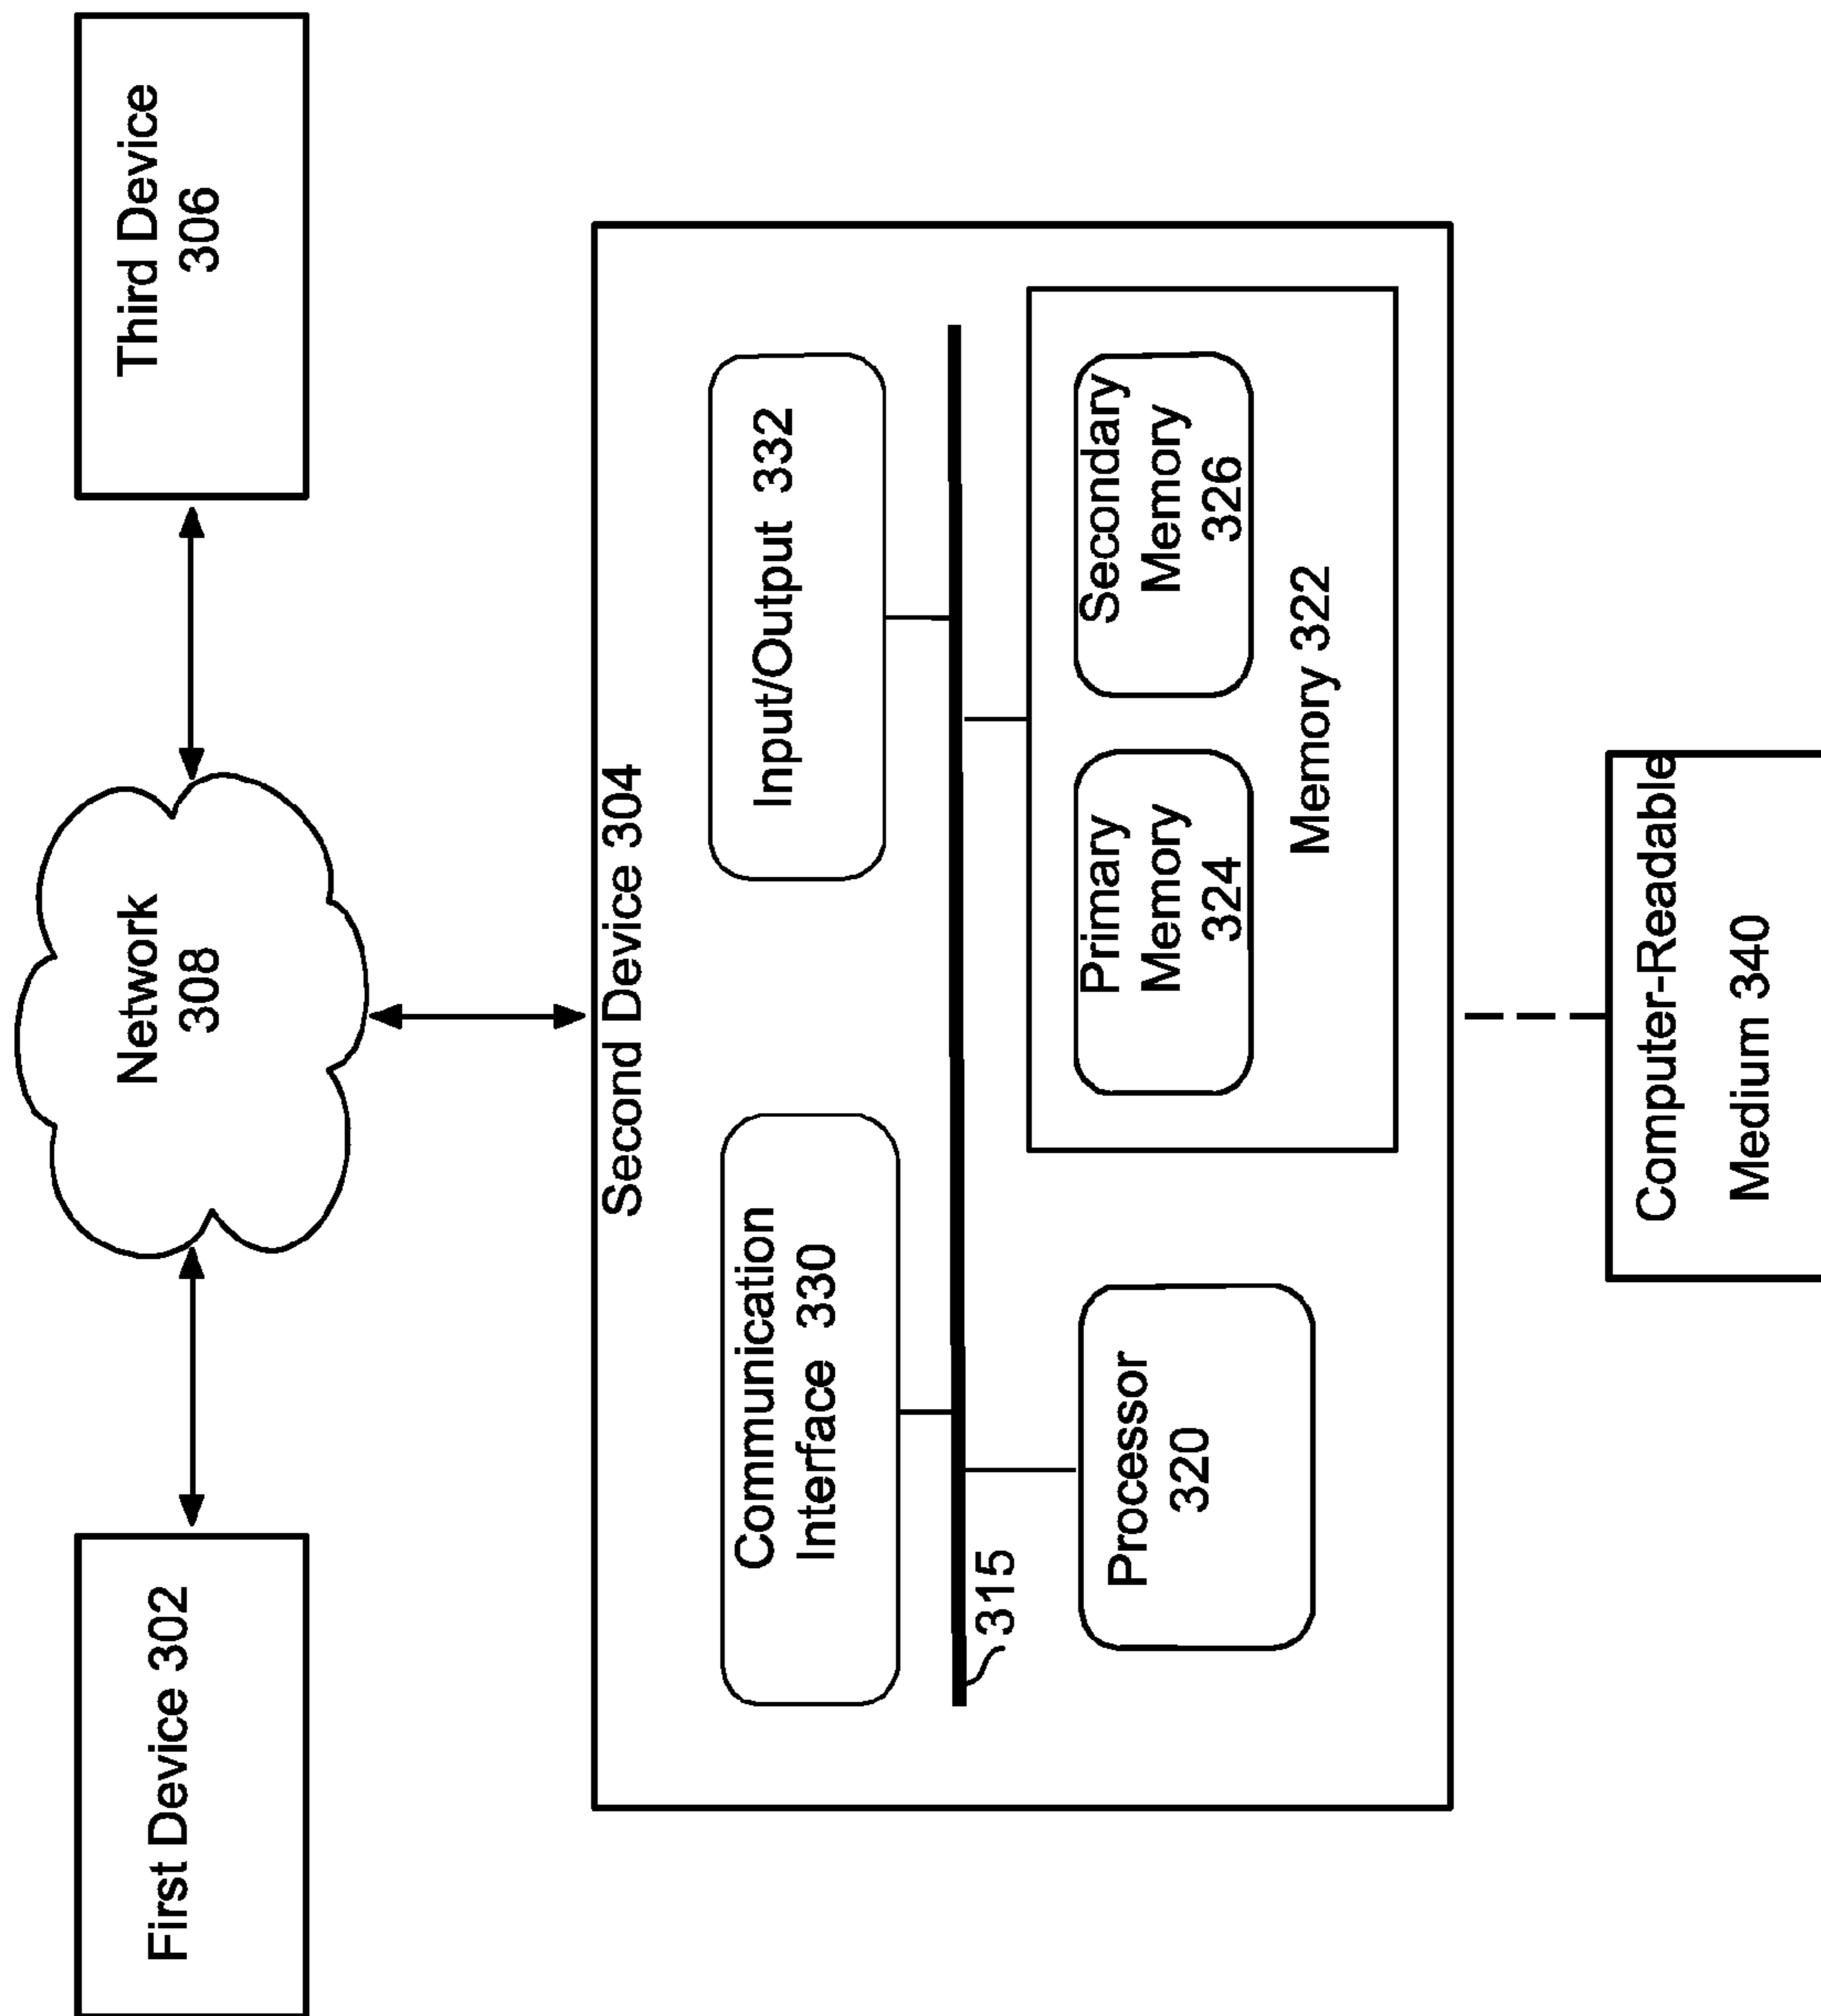 First Device 302
Network
308
Third Device
306
Second Device 304
Communication
Interface 330
Input/Output 332
315
Processor
320
Primary
Memory
324
Secondary
Memory
326
Memory 322
Computer-Readable
Medium 340